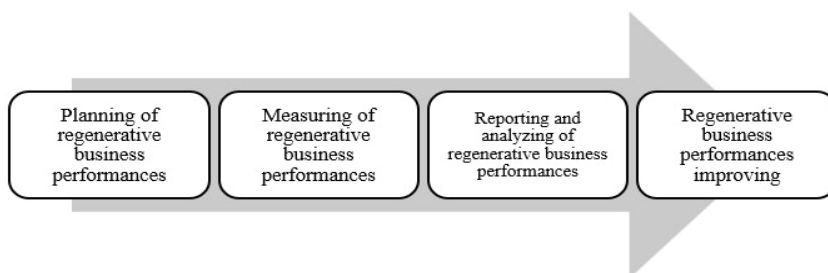 Planning of
regenerative
business
performances
Measuring of
regenerative
business
performances
Reporting and
analyzing of
regenerative business
performances
Regenerative
business
performances
improving